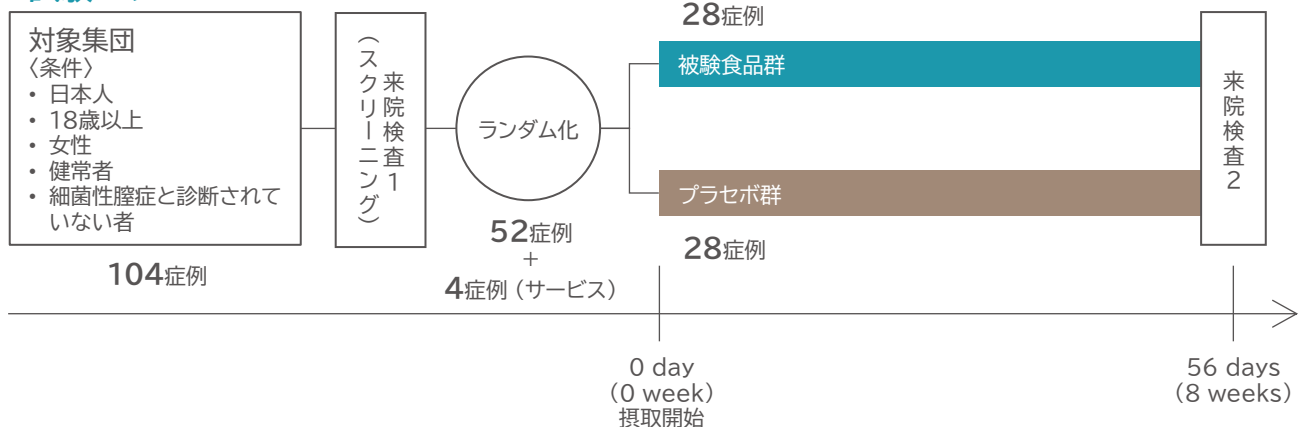 対象集団
〈条件〉
・ 日本人
・ 18歳以上
・ 女性
・ 健常者
・ 細菌性膣症と診断されて
いない者
104症例
来院検査1
(スクリーニング)
ランダム化
52症例
+
4症例 (サービス)
28症例
被験食品群
プラセボ群
28症例
来院検査2
0 day
(0 week)
摂取開始
56 days
(8 weeks)